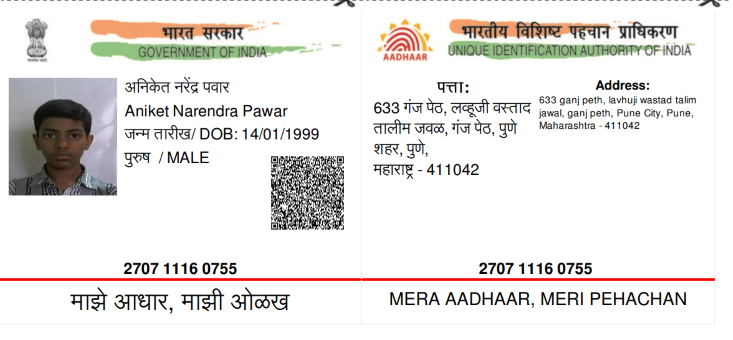 भारत सरकार
GOVERNMENT OF INDIA
अनिकेत नरेंद्र पवार
Aniket Narendra Pawar
जन्म तारीख/ DOB: 14/01/1999
पुरुष / MALE
2707 1116 0755
माझे आधार, माझी ओळख
AADHAAR
भारतीय विशिष्ट पहचान प्राधिकरण
UNIQUE IDENTIFICATION AUTHORITY OF INDIA
पत्ता:
633 गंज पेठ, लव्हूजी वस्ताद
तालीम जवळ, गंज पेठ, पुणे
शहर, पुणे,
महाराष्ट्र - 411042
Address:
633 ganj peth, lavhuji wastad talim
jawal, ganj peth, Pune City, Pune,
Maharashtra - 411042
2707 1116 0755
MERA AADHAAR, MERI PEHACHAN